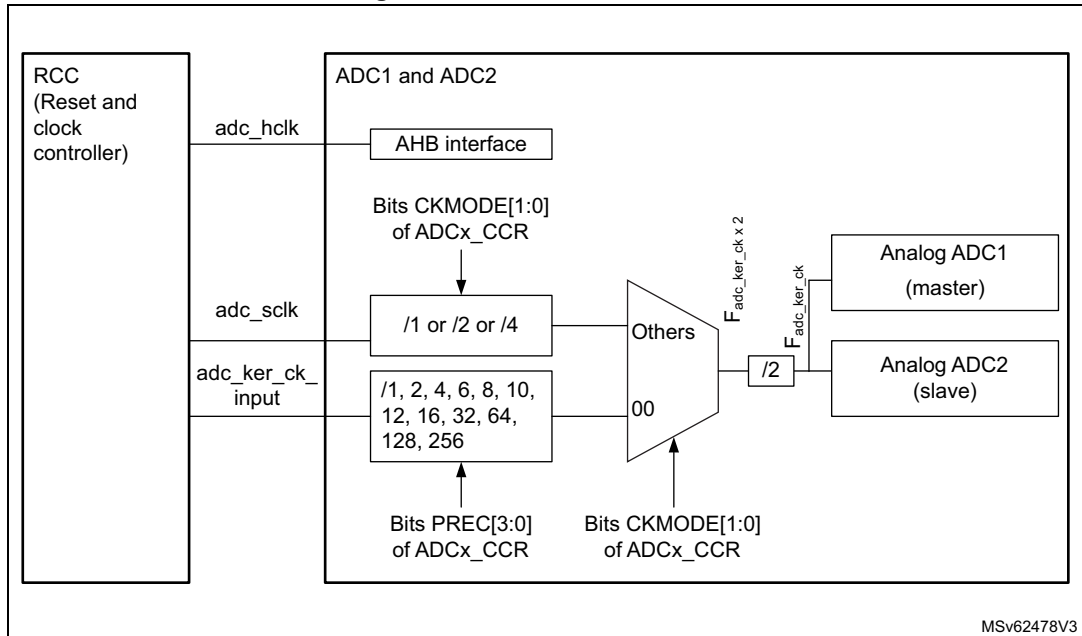 RCC
(Reset and
clock
controller)
adc_hclk
adc_sclk
adc_ker_ck_
input
ADC1 and ADC2
AHB interface
Bits CKMODE[1:0]
of ADCx_CCR
/1 or /2 or /4
/1, 2, 4, 6, 8, 10,
12, 16, 32, 64,
128, 256
Bits PREC[3:0]
of ADCx_CCR
Others
00
Bits CKMODE[1:0]
of ADCx_CCR
Fadc_ker_ck x 2
/2
Fadc_ker_ck
Analog ADC1
(master)
Analog ADC2
(slave)
MSv62478V3